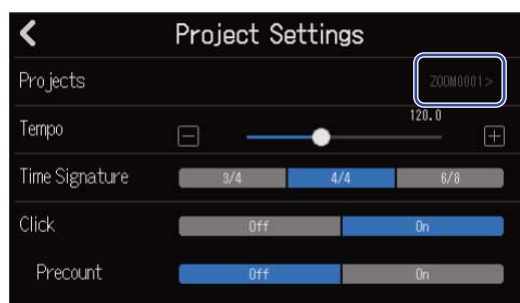 Project Settings
Projects ZOOM0001>
120.0
Tempo
Time Signature 3/4 4/4 6/8
Click Off On
Precount Off On